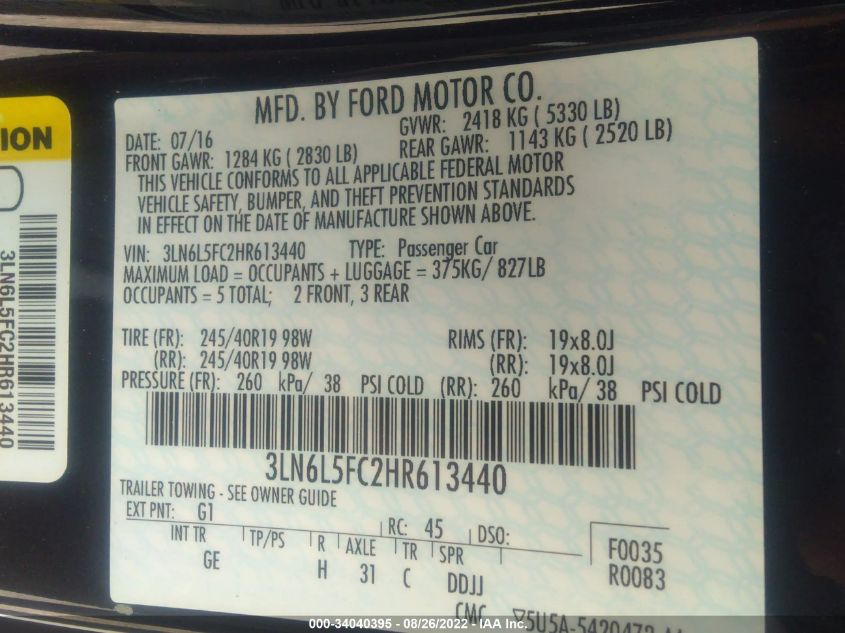 MFD. BY FORD MOTOR CO.
DATE: 07/16 GVWR: 2418 KG ( 5330 LB)
FRONT GAWR: 1284 KG ( 2830 LB) REAR GAWR: 1143 KG ( 2520 LB)
THIS VEHICLE CONFORMS TO ALL APPLICABLE FEDERAL MOTOR
VEHICLE SAFETY, BUMPER, AND THEFT PREVENTION STANDARDS
IN EFFECT ON THE DATE OF MANUFACTURE SHOWN ABOVE.
VIN: 3LN6L5FC2HR613440 TYPE: Passenger Car
MAXIMUM LOAD = OCCUPANTS + LUGGAGE = 375KG/ 827LB
OCCUPANTS = 5 TOTAL; 2 FRONT, 3 REAR
TIRE (FR): 245/40R19 98W RIMS (FR): 19x8.0J
(RR): 245/40R19 98W (RR): 19x8.0J
PRESSURE (FR): 260 kPa/ 38 PSI COLD (RR): 260 kPa/ 38 PSI COLD
3LN6L5FC2HR613440
TRAILER TOWING - SEE OWNER GUIDE
EXT PNT: G1 RC: 45 DSO:
INT TR TP/PS R AXLE TR SPR F0035
GE H 31 C DDJJ R0083
CMC
ION
3LN6L5FC2HR613440
000-34040395 - 08/26/2022 - Copyright © IAA, Inc.